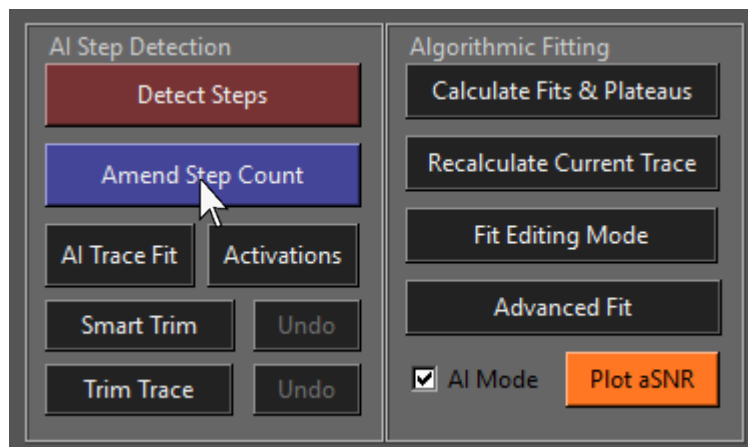 AI Step Detection
Detect Steps
Amend Step Count
AI Trace Fit
Activations
Smart Trim
Undo
Trim Trace
Undo
Algorithmic Fitting
Calculate Fits & Plateaus
Recalculate Current Trace
Fit Editing Mode
Advanced Fit
AI Mode
Plot aSNR